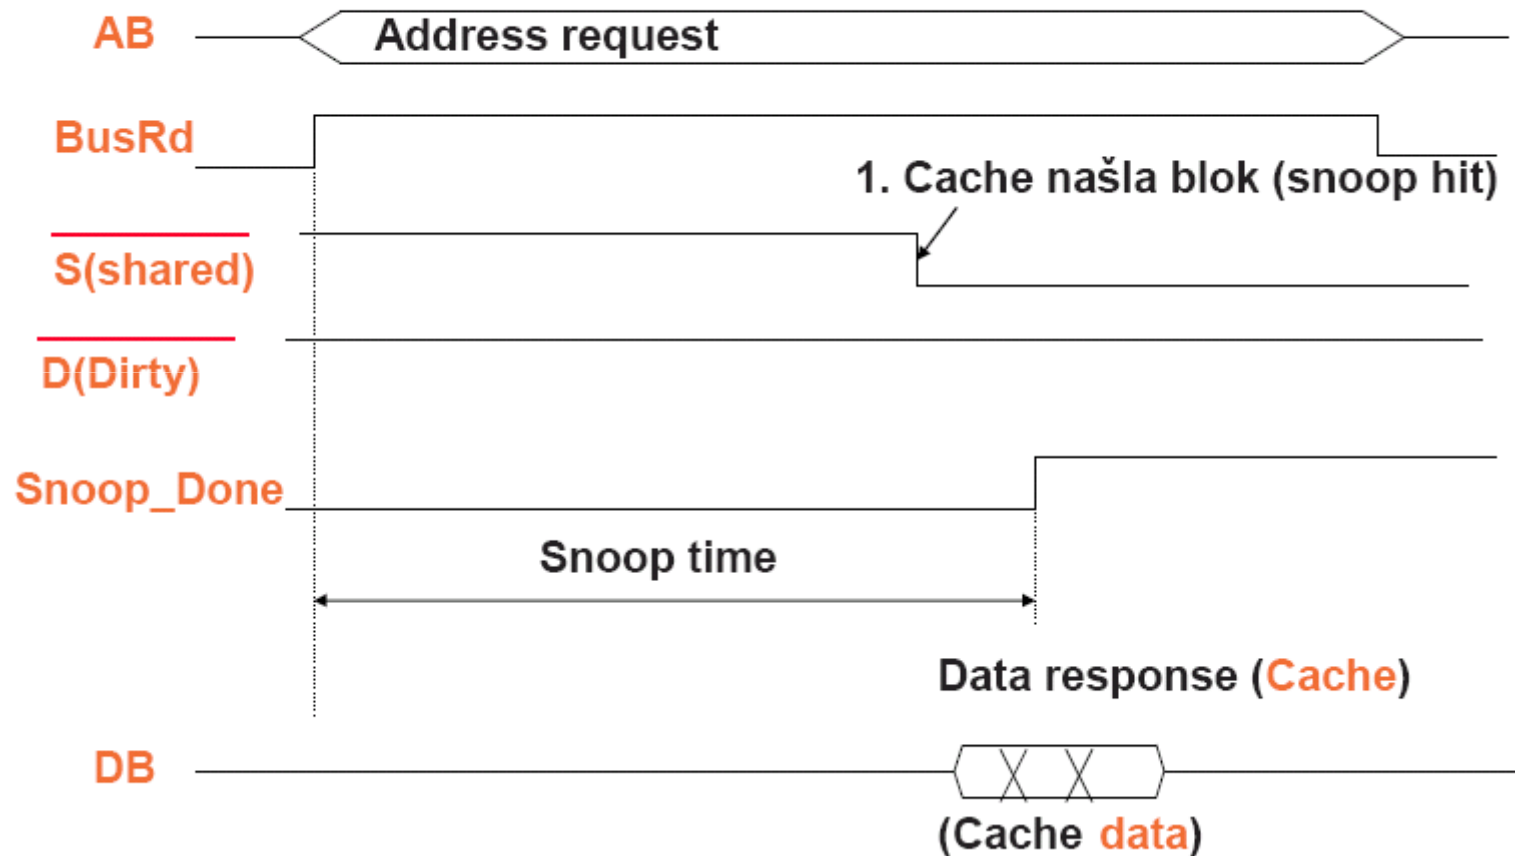 AB
Address request
BusRd
1. Cache našla blok (snoop hit)
S(shared)
D(Dirty)
Snoop_Done
Snoop time
Data response (Cache)
DB
(Cache data)